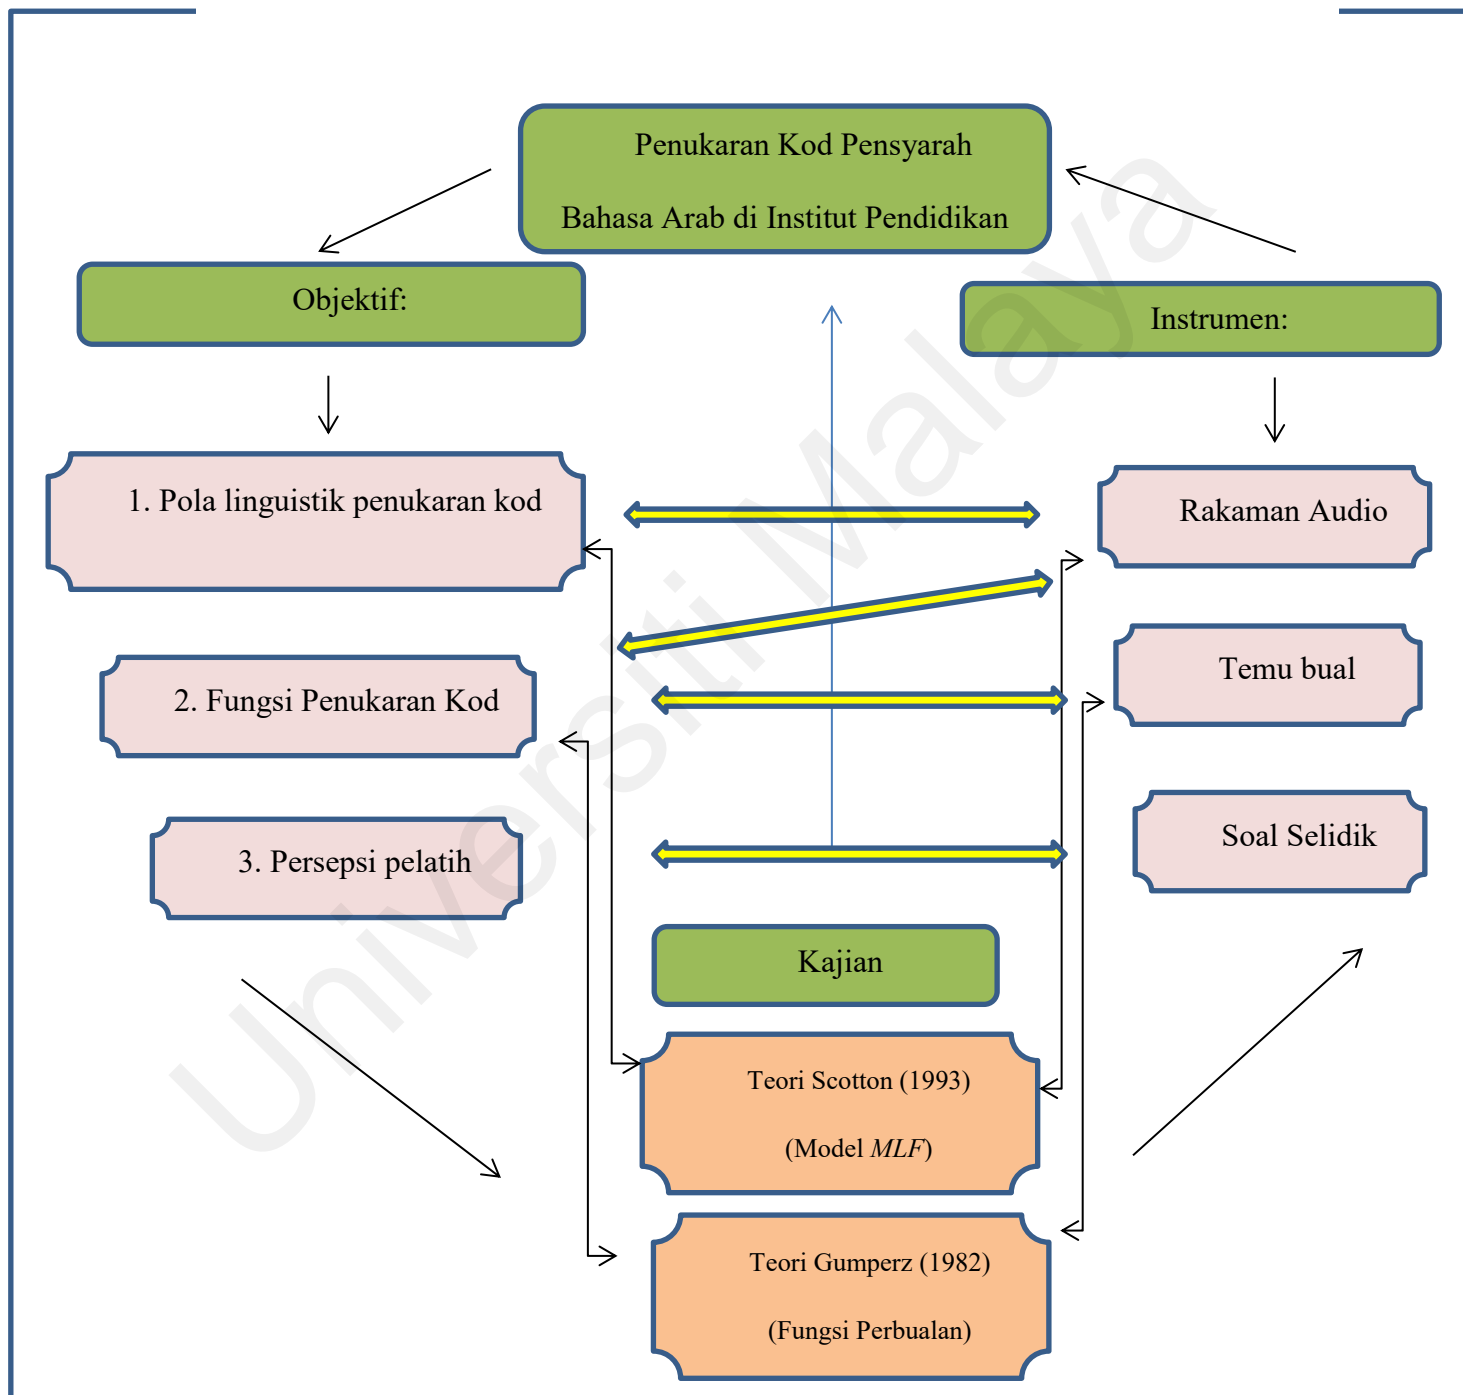 Penukaran Kod Pensyarah
Bahasa Arab di Institut Pendidikan
Objektif:
Instrumen:
1. Pola linguistik penukaran kod
Rakaman Audio
2. Fungsi Penukaran Kod
Temu bual
3. Persepsi pelatih
Soal Selidik
Kajian
Teori Scotton (1993)
(Model MLF)
Teori Gumperz (1982)
(Fungsi Perbualan)
Universiti Malaya